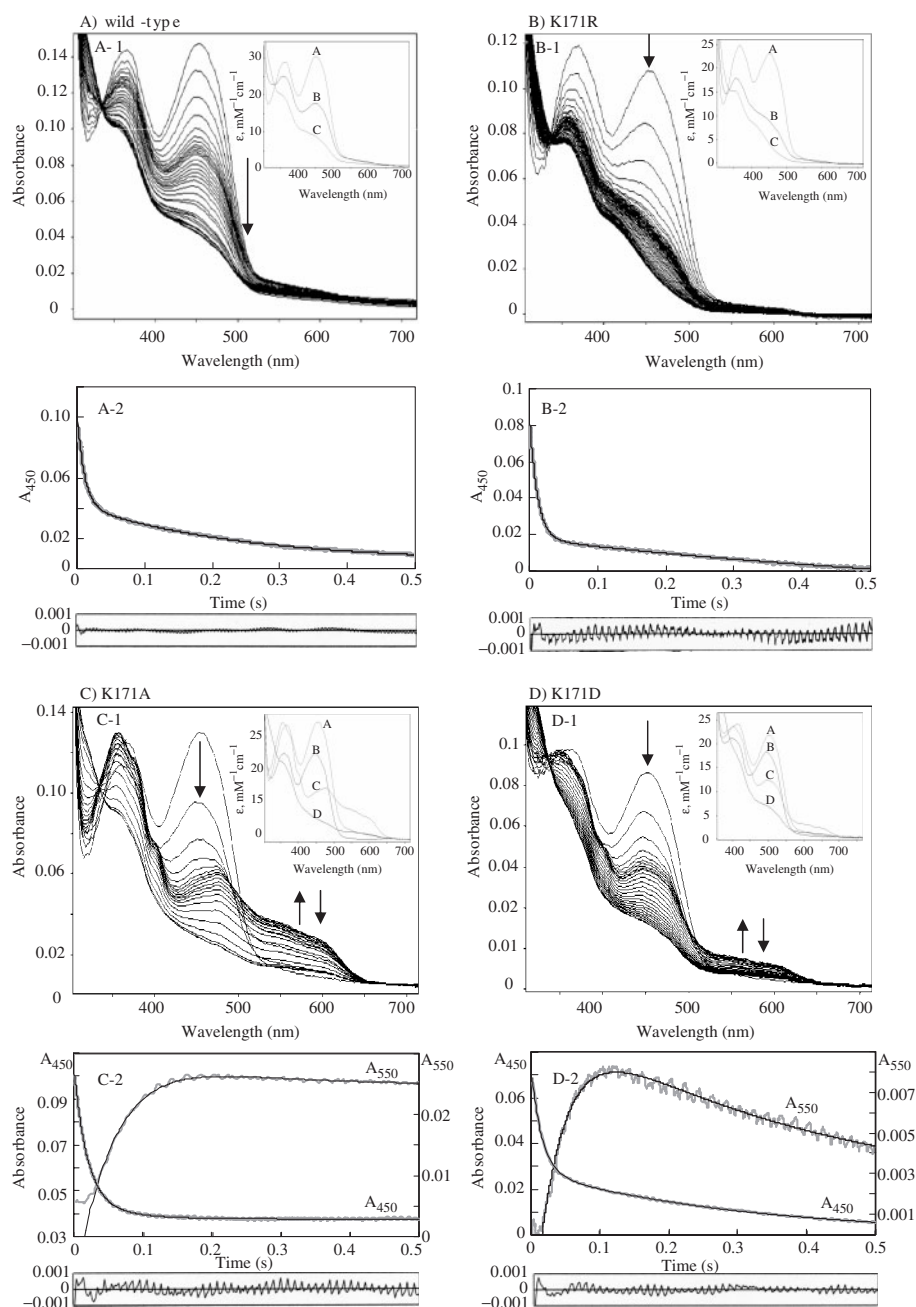 A) wild -type
A- 1
0.14
0.12
0.10
0.08
0.06
0.04
0.02
0
Absorbance
400 500 600 700
Wavelength (nm)
30
20
10
0
ε, mM⁻¹cm⁻¹
A
B
C
400 500 600 700
Wavelength (nm)
B) K171R
B-1
0.12
0.10
0.08
0.06
0.04
0.02
0
Absorbance
400 500 600 700
Wavelength (nm)
25
20
15
10
5
0
ε, mM⁻¹cm⁻¹
A
B
C
400 500 600 700
Wavelength (nm)
A-2
0.10
0.06
0.02
0
A450
0 0.1 0.2 0.3 0.4 0.5
Time (s)
0.001
0
−0.001
B-2
0.1
0.08
0.06
0.04
0.02
0
A450
0 0.1 0.2 0.3 0.4 0.5
Time (s)
0.001
0
−0.001
C) K171A
C-1
0.14
0.12
0.10
0.08
0.06
0.04
0.02
0
Absorbance
400 500 600 700
Wavelength (nm)
25
20
15
0
ε, mM⁻¹cm⁻¹
A
B
C
D
400 500 600 700
Wavelength (nm)
D) K171D
D-1
0.1
0.08
0.06
0.04
0.02
0.01
0
Absorbance
400 500 600 700
Wavelength (nm)
25
20
15
10
5
0
ε, mM⁻¹cm⁻¹
A
B
C
D
400 500 600 700
Wavelength (nm)
C-2
A450
0.09
0.08
0.07
0.05
0.04
0.03
Absorbance
A550
0.02
0.01
0
A550
A450
0 0.1 0.2 0.3 0.4 0.5
Time (s)
0.001
0
−0.001
D-2
A450
0.06
0.04
0.02
0
Absorbance
A550
0.007
0.005
0.003
0.001
A550
A450
0 0.1 0.2 0.3 0.4 0.5
Time (s)
0.001
0
−0.001